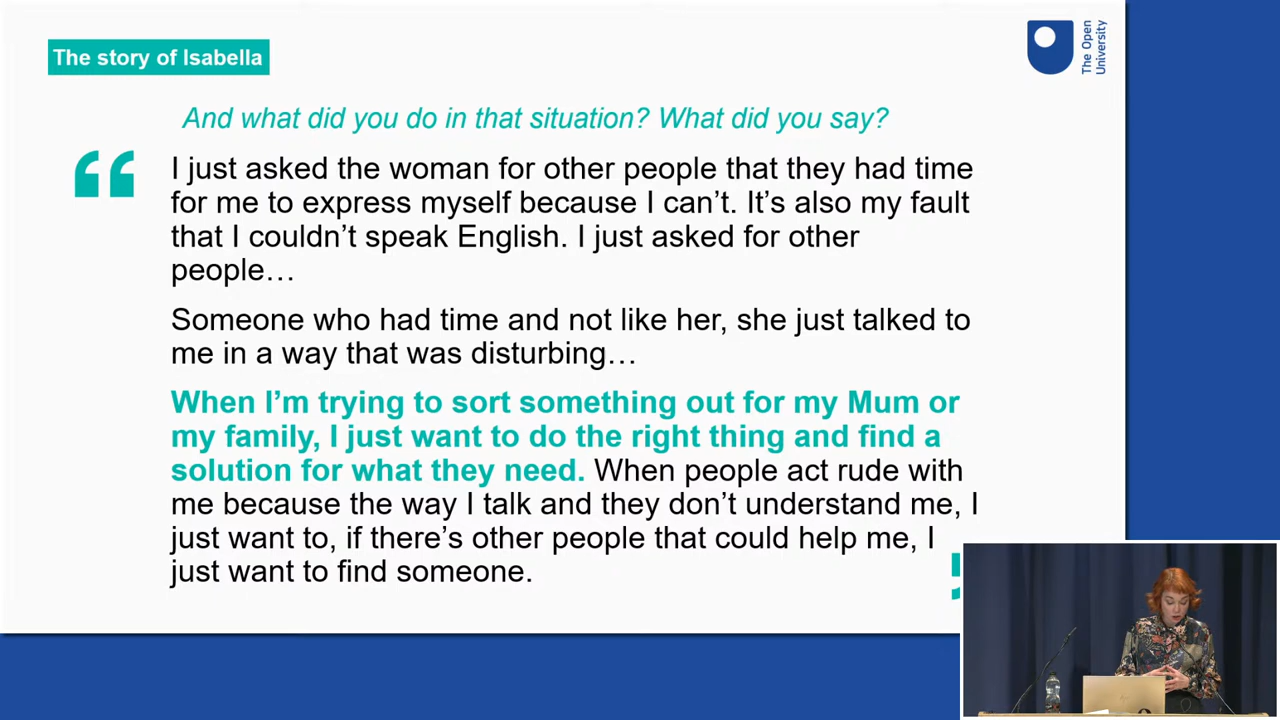 The story of Isabella
The Open
University
And what did you do in that situation? What did you say?
“
I just asked the woman for other people that they had time
for me to express myself because I can’t. It’s also my fault
that I couldn’t speak English. I just asked for other
people…
Someone who had time and not like her, she just talked to
me in a way that was disturbing…
When I’m trying to sort something out for my Mum or
my family, I just want to do the right thing and find a
solution for what they need. When people act rude with
me because the way I talk and they don’t understand me, I
just want to, if there’s other people that could help me, I
just want to find someone.